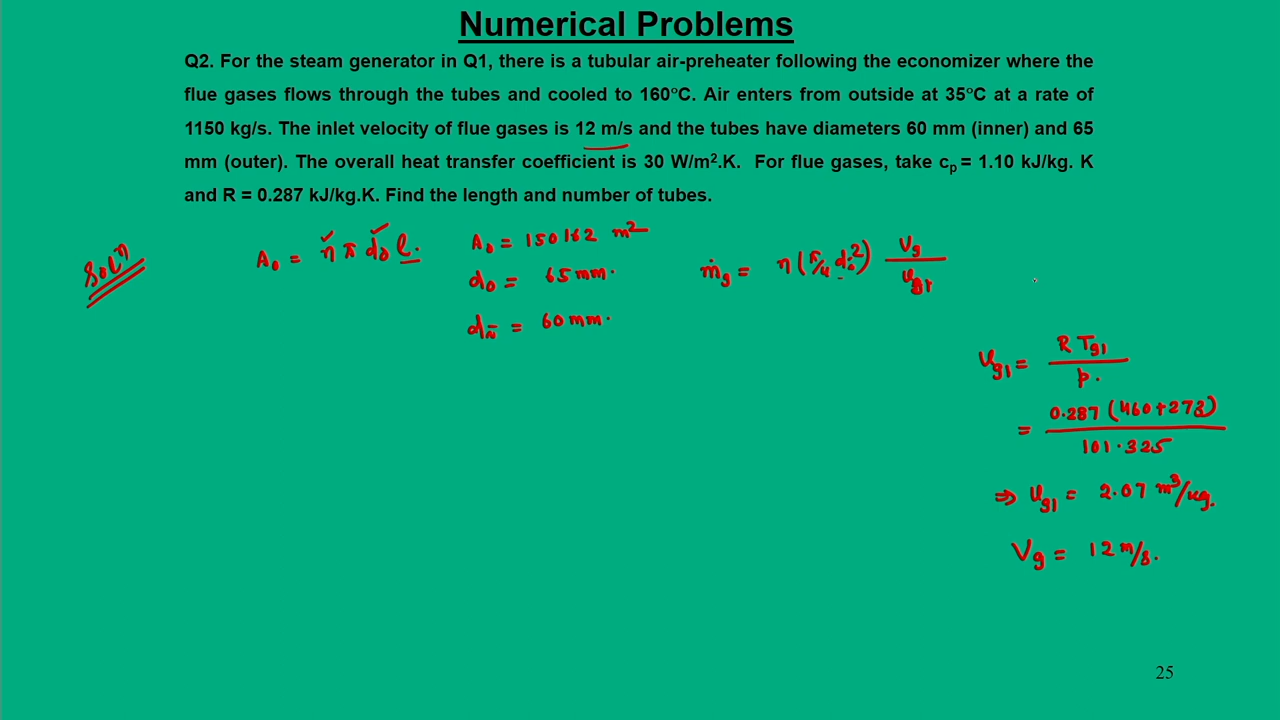 Numerical Problems
Q2. For the steam generator in Q1, there is a tubular air-preheater following the economizer where the
flue gases flows through the tubes and cooled to 160°C. Air enters from outside at 35°C at a rate of
1150 kg/s. The inlet velocity of flue gases is 12 m/s and the tubes have diameters 60 mm (inner) and 65
mm (outer). The overall heat transfer coefficient is 30 W/m².K. For flue gases, take cp = 1.10 kJ/kg. K
and R = 0.287 kJ/kg.K. Find the length and number of tubes.
Solⁿ
A₀ = n π d₀ l.
A₀ = 150162 m²
d₀ = 65 mm.
dᵢ = 60 mm.
ṁg = n (π/4 dᵢ²) Vg / vg1
vg1 = R Tg1 / p.
= 0.287 (460+273) / 101.325
⇒ vg1 = 2.07 m³/kg.
Vg = 12 m/s.
25